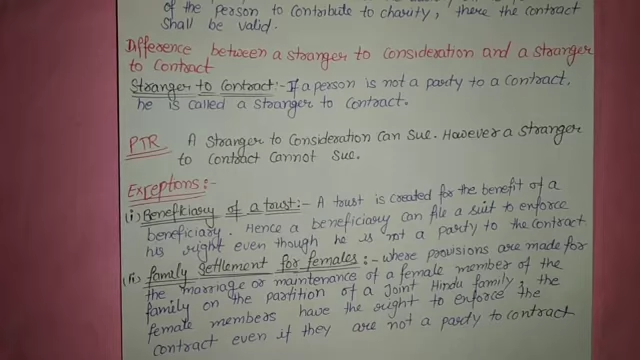 of the person to contribute to charity, there the contract
shall be valid.
Difference between a stranger to consideration and a stranger
to contract
Stranger to contract:- If a person is not a party to a contract.
he is called a stranger to contract.
PTR A stranger to consideration can sue. However a stranger
to contract cannot sue.
Exceptions:-
(i) Beneficiary of a trust:- A trust is created for the benefit of a
beneficiary. Hence a beneficiary can file a suit to enforce
his right even though he is not a party to the contract
(ii) Family Settlement for females:- where provisions are made for
the marriage or maintenance of a female member of the
family on the partition of a Joint Hindu family, the
female members have the right to enforce the
contract even if they are not a party to contract